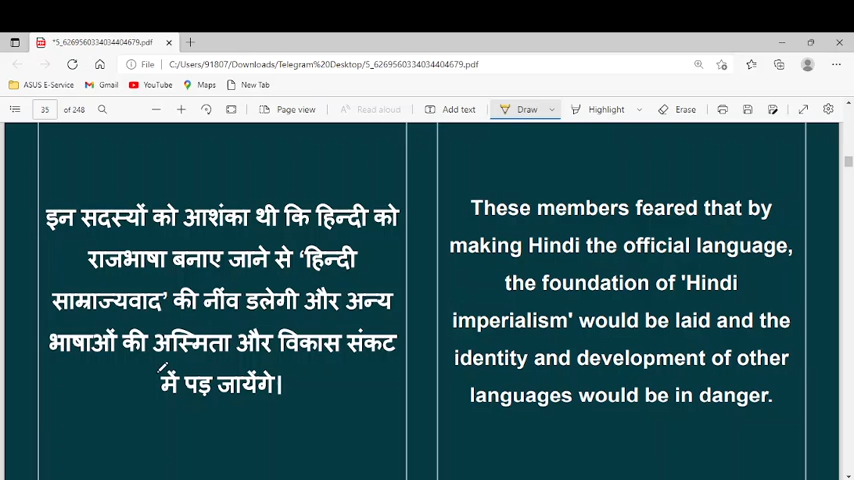 *5_6269560334034404679.pdf
File
C:/Users/91807/Downloads/Telegram%20Desktop/5_6269560334034404679.pdf
ASUS E-Service
Gmail
YouTube
Maps
New Tab
35 of 248
Page view
Read aloud
Add text
Draw
Highlight
Erase
इन सदस्यों को आशंका थी कि हिन्दी को
राजभाषा बनाए जाने से ‘हिन्दी
साम्राज्यवाद’ की नींव डलेगी और अन्य
भाषाओं की अस्मिता और विकास संकट
में पड़ जायेंगे।
These members feared that by
making Hindi the official language,
the foundation of 'Hindi
imperialism' would be laid and the
identity and development of other
languages would be in danger.